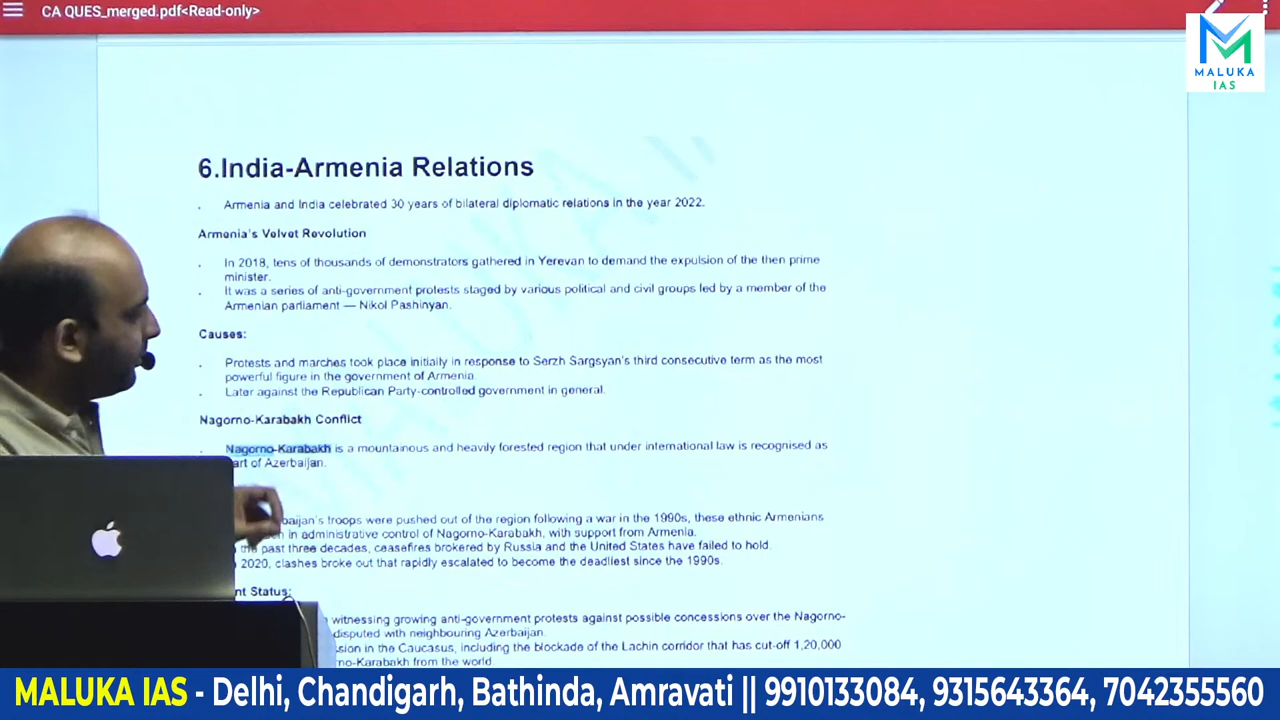 CA QUES_merged.pdf<Read-only>
MALUKA
IAS
6.India-Armenia Relations
. Armenia and India celebrated 30 years of bilateral diplomatic relations in the year 2022.
Armenia's Velvet Revolution
. In 2018, tens of thousands of demonstrators gathered in Yerevan to demand the expulsion of the then prime
minister.
. It was a series of anti-government protests staged by various political and civil groups led by a member of the
Armenian parliament — Nikol Pashinyan.
Causes:
. Protests and marches took place initially in response to Serzh Sargsyan's third consecutive term as the most
powerful figure in the government of Armenia
. Later against the Republican Party-controlled government in general.
Nagorno-Karabakh Conflict
. Nagorno-Karabakh is a mountainous and heavily forested region that under international law is recognised as
art of Azerbaijan.
baijan's troops were pushed out of the region following a war in the 1990s, these ethnic Armenians
in administrative control of Nagorno-Karabakh, with support from Armenia.
the past three decades, ceasefires brokered by Russia and the United States have failed to hold.
2020, clashes broke out that rapidly escalated to become the deadliest since the 1990s.
nt Status:
witnessing growing anti-government protests against possible concessions over the Nagorno-
disputed with neighbouring Azerbaijan.
sion in the Caucasus, including the blockade of the Lachin corridor that has cut-off 1,20,000
rno-Karabakh from the world
MALUKA IAS - Delhi, Chandigarh, Bathinda, Amravati || 9910133084, 9315643364, 7042355560